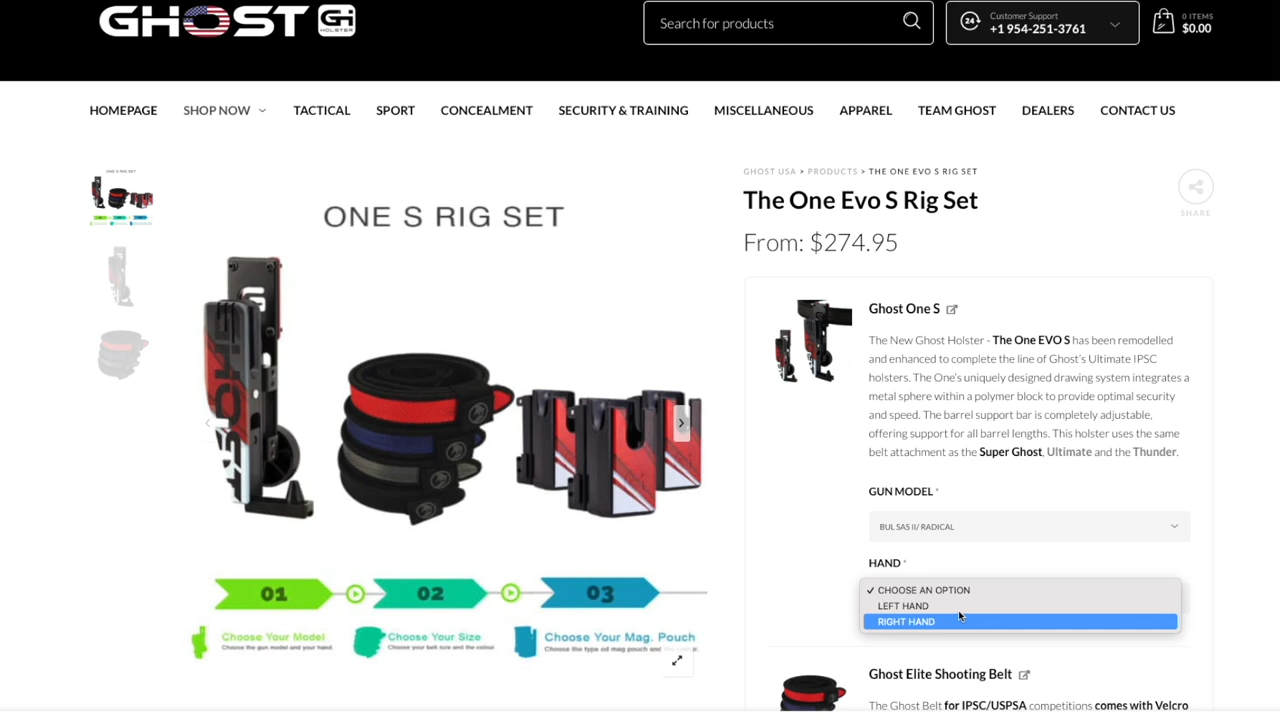 GHOST
Gi
HOLSTER
Search for products
24
Customer Support
+1 954-251-3761
0 ITEMS
$0.00
HOMEPAGE SHOP NOW TACTICAL SPORT CONCEALMENT SECURITY & TRAINING MISCELLANEOUS APPAREL TEAM GHOST DEALERS CONTACT US
ONE S RIG SET
GHOST
01 02 03
Choose Your Model
Choose the gun model and your hand.
Choose Your Size
Choose your belt size and the colour
Choose Your Mag. Pouch
GHOST USA > PRODUCTS > THE ONE EVO S RIG SET
The One Evo S Rig Set
From: $274.95
SHARE
Ghost One S
The New Ghost Holster - The One EVO S has been remodelled
and enhanced to complete the line of Ghost's Ultimate IPSC
holsters. The One's uniquely designed drawing system integrates a
metal sphere within a polymer block to provide optimal security
and speed. The barrel support bar is completely adjustable,
offering support for all barrel lengths. This holster uses the same
belt attachment as the Super Ghost, Ultimate and the Thunder.
GUN MODEL *
BUL SAS II/ RADICAL
HAND *
✓ CHOOSE AN OPTION
LEFT HAND
RIGHT HAND
Ghost Elite Shooting Belt
The Ghost Belt for IPSC/USPSA competitions comes with Velcro